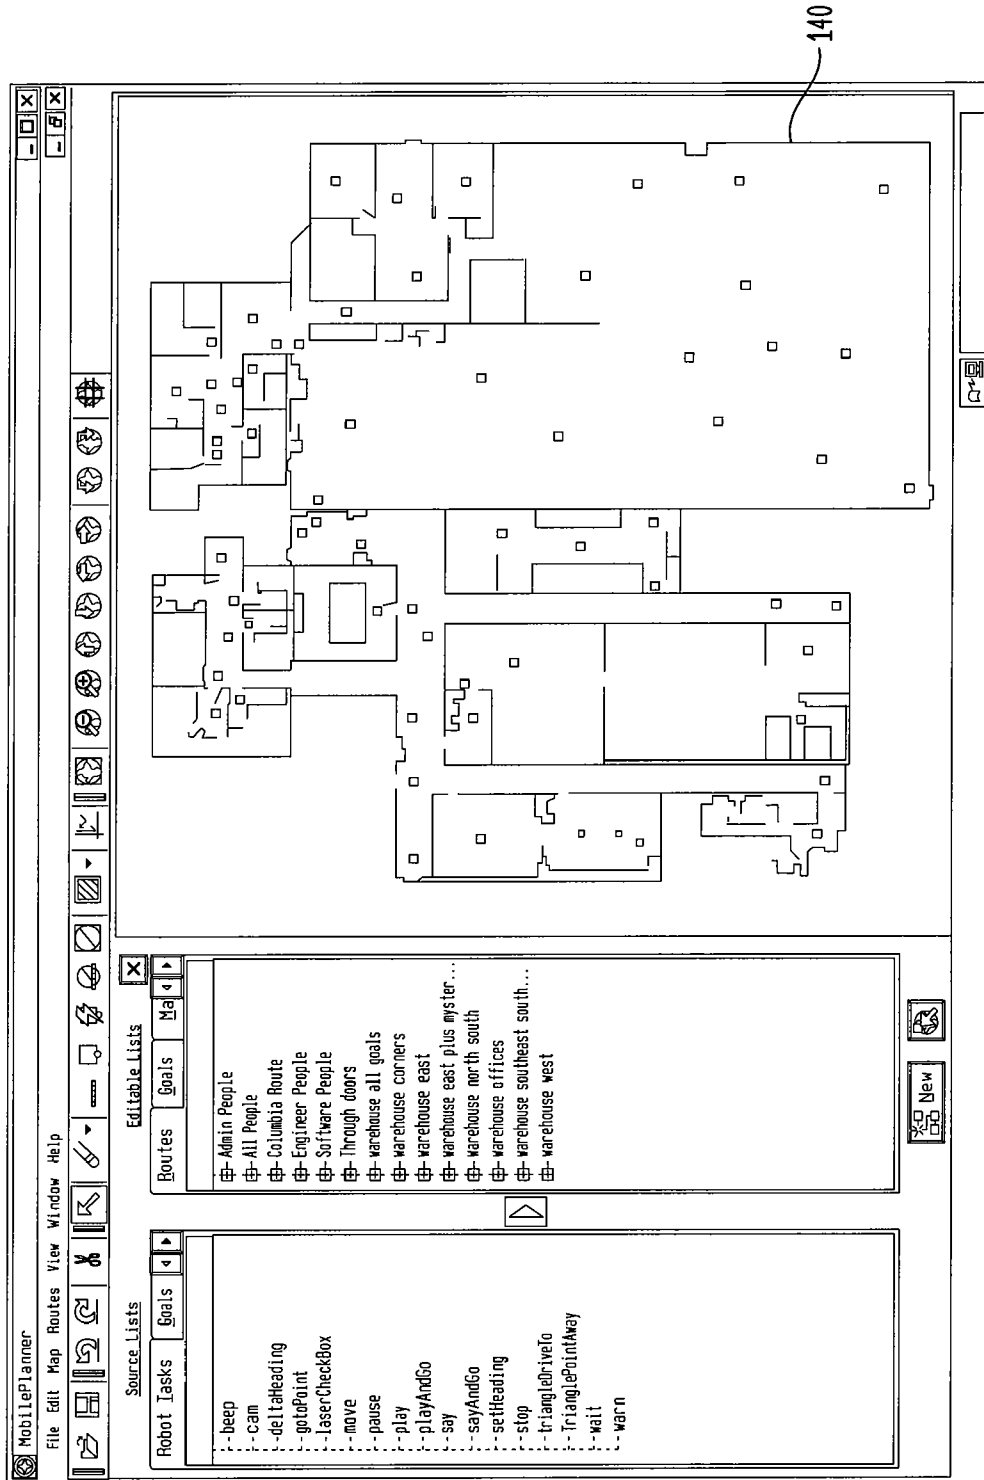 MobilePlanner
File Edit Map Routes View Window Help
Source Lists
Robot Tasks
Goals
beep
cam
deltaHeading
gotoPoint
laserCheckBox
move
pause
play
playAndGo
say
sayAndGo
setHeading
stop
triangleDriveTo
TrianglePointAway
wait
warn
Editable Lists
Routes
Goals
Ma
Admin People
All People
Columbia Route
Engineer People
Software People
Through doors
warehouse all goals
warehouse corners
warehouse east
warehouse east plus myster...
warehouse north south
warehouse offices
warehouse southeast south...
warehouse west
New
140